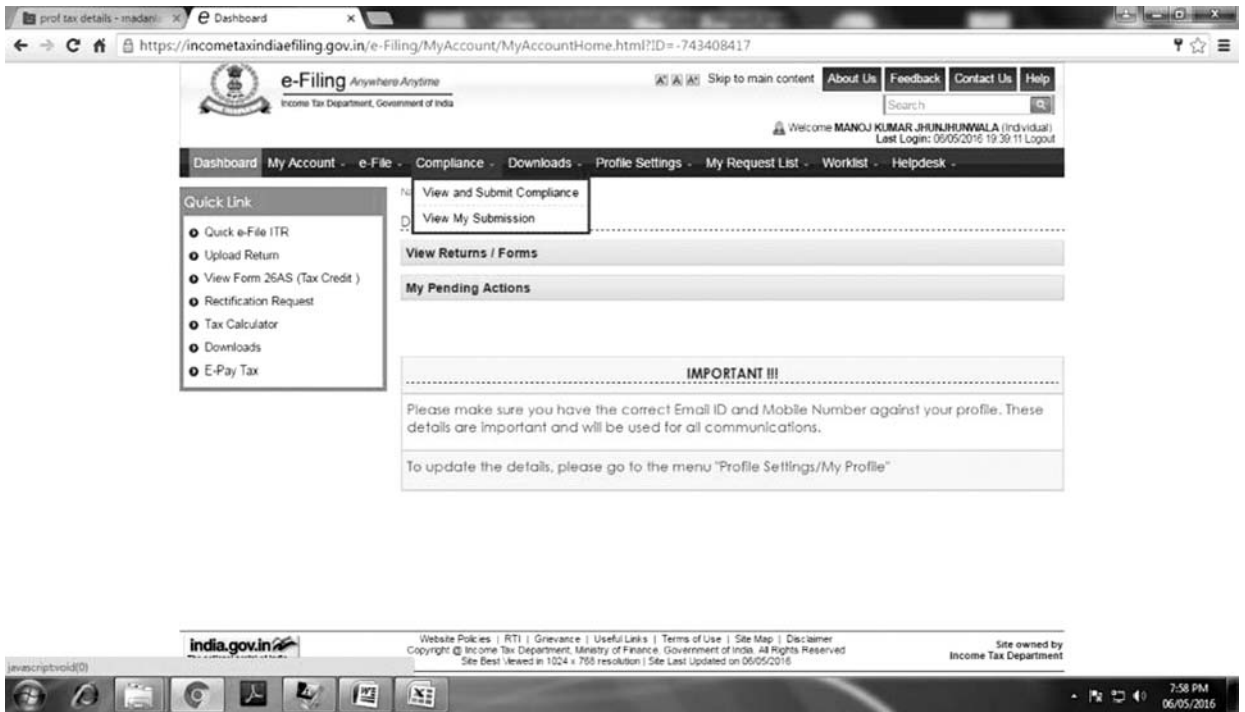 prof tax details - madanla
Dashboard
https://incometaxindiaefiling.gov.in/e-Filing/MyAccount/MyAccountHome.html?ID=-743408417
e-Filing Anywhere Anytime
Income Tax Department, Government of India
Skip to main content About Us Feedback Contact Us Help
Search
Welcome MANOJ KUMAR JHUNJHUNWALA (Individual)
Last Login: 06/05/2016 19:39:11 Logout
Dashboard My Account e-File Compliance Downloads Profile Settings My Request List Worklist Helpdesk
Quick Link
Quick e-File ITR
Upload Return
View Form 26AS (Tax Credit )
Rectification Request
Tax Calculator
Downloads
E-Pay Tax
View and Submit Compliance
View My Submission
View Returns / Forms
My Pending Actions
IMPORTANT !!!
Please make sure you have the correct Email ID and Mobile Number against your profile. These
details are important and will be used for all communications.
To update the details, please go to the menu "Profile Settings/My Profile"
india.gov.in
Website Policies | RTI | Grievance | Useful Links | Terms of Use | Site Map | Disclaimer
Copyright @ Income Tax Department, Ministry of Finance, Government of India. All Rights Reserved
Site Best Viewed in 1024 x 768 resolution | Site Last Updated on 06/05/2016
Site owned by
Income Tax Department
javascript:void(0)
7:58 PM
06/05/2016